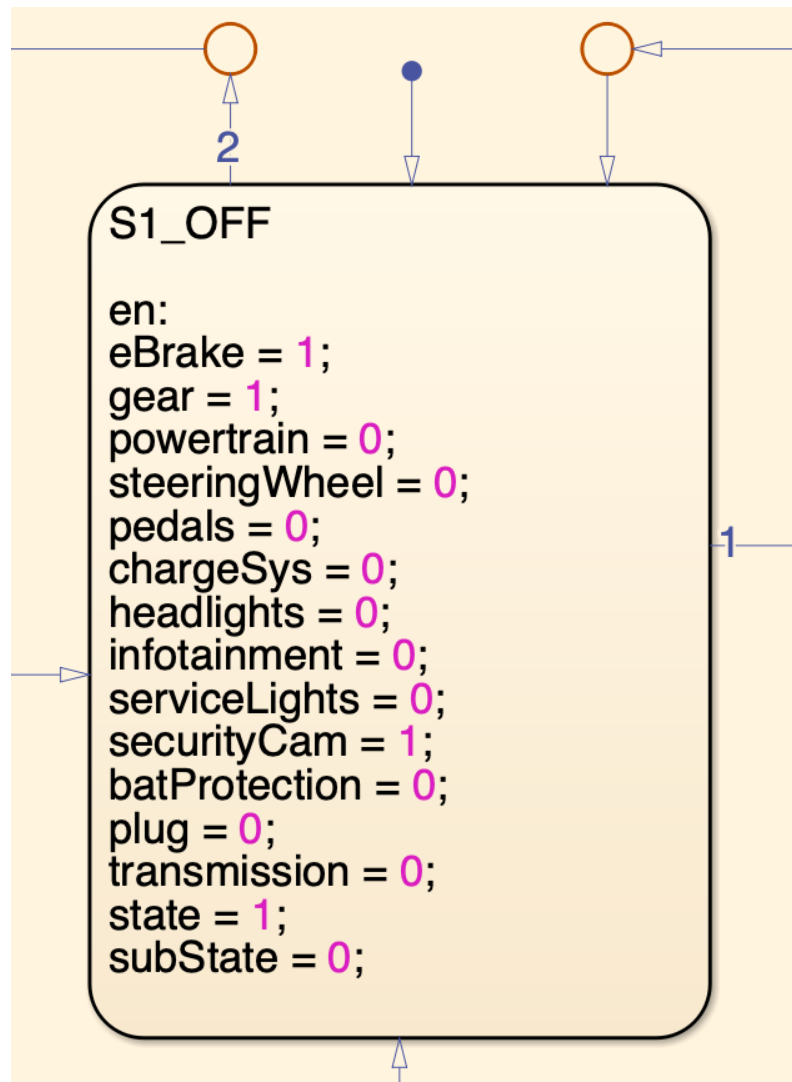 2
S1_OFF
en:
eBrake = 1;
gear = 1;
powertrain = 0;
steeringWheel = 0;
pedals = 0;
chargeSys = 0;
headlights = 0;
infotainment = 0;
serviceLights = 0;
securityCam = 1;
batProtection = 0;
plug = 0;
transmission = 0;
state = 1;
subState = 0;
1